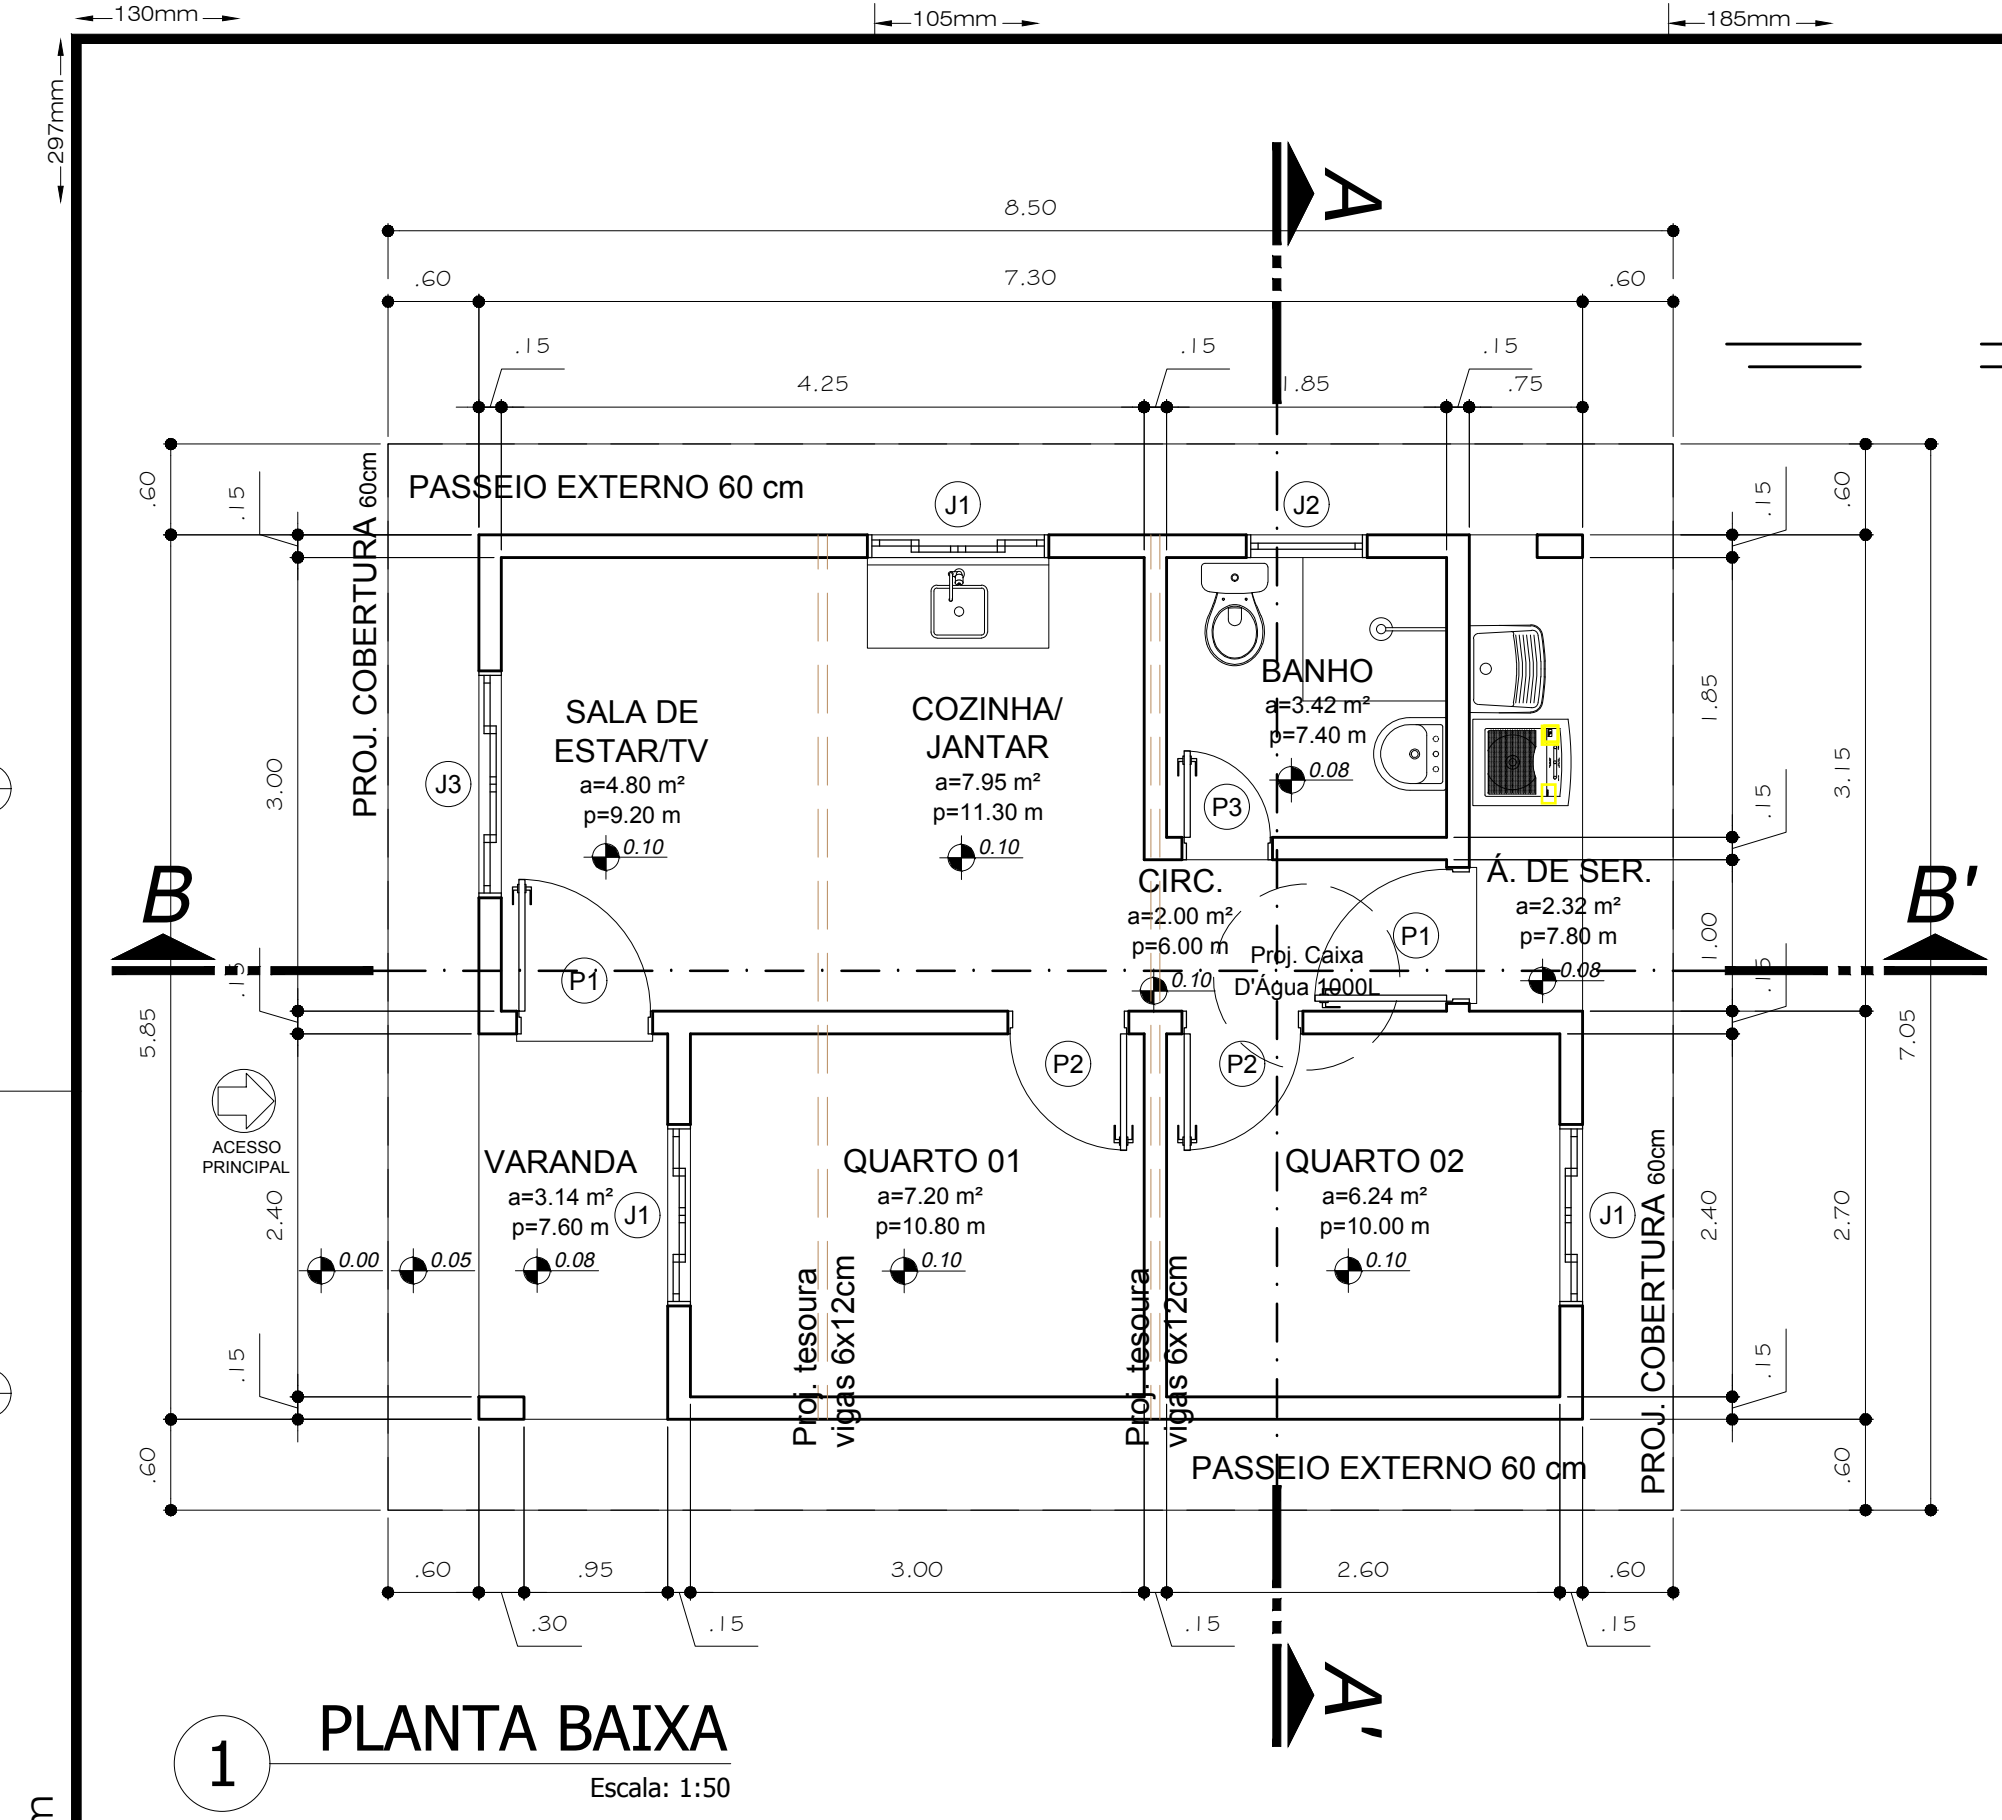 130mm
105mm
185mm
297mm
A
8.50
.60
7.30
.60
.15
.15
.15
4.25
1.85
.75
PASSEIO EXTERNO 60 cm
J1
J2
.60
.15
PROJ. COBERTURA 60cm
.15
.60
BANHO
a=3.42 m²
p=7.40 m
0.08
SALA DE
ESTAR/TV
a=4.80 m²
p=9.20 m
0.10
COZINHA/
JANTAR
a=7.95 m²
p=11.30 m
0.10
J3
3.00
P3
1.85
.15
3.15
B
B'
CIRC.
a=2.00 m²
p=6.00 m
0.10
Á. DE SER.
a=2.32 m²
p=7.80 m
0.08
P1
P1
Proj. Caixa
D'Água 1000L
1.00
.15
.15
5.85
7.05
P2
P2
ACESSO
PRINCIPAL
VARANDA
a=3.14 m²
p=7.60 m
J1
QUARTO 01
a=7.20 m²
p=10.80 m
QUARTO 02
a=6.24 m²
p=10.00 m
J1
2.40
2.40
2.70
0.00
0.05
0.08
0.10
0.10
Proj. tesoura
vigas 6x12cm
Proj. tesoura
vigas 6x12cm
PROJ. COBERTURA 60cm
.15
.15
.60
.60
PASSEIO EXTERNO 60 cm
.60
.95
3.00
2.60
.60
.30
.15
.15
.15
A'
1
PLANTA BAIXA
Escala: 1:50
m